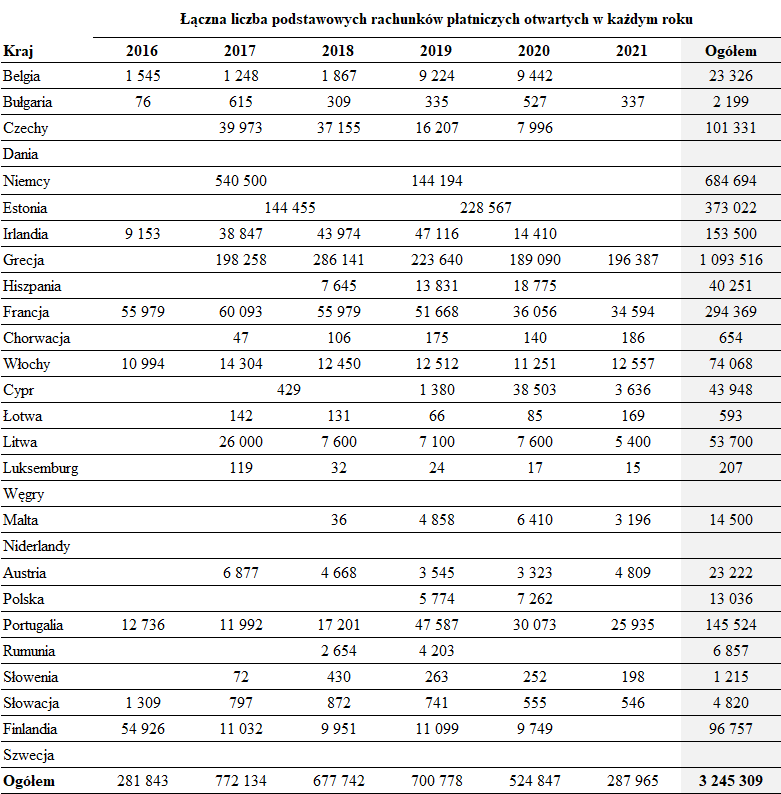 Łączna liczba podstawowych rachunków płatniczych otwartych w każdym roku
Kraj 2016 2017 2018 2019 2020 2021 Ogółem
Belgia 1 545 1 248 1 867 9 224 9 442 23 326
Bułgaria 76 615 309 335 527 337 2 199
Czechy 39 973 37 155 16 207 7 996 101 331
Dania
Niemcy 540 500 144 194 684 694
Estonia 144 455 228 567 373 022
Irlandia 9 153 38 847 43 974 47 116 14 410 153 500
Grecja 198 258 286 141 223 640 189 090 196 387 1 093 516
Hiszpania 7 645 13 831 18 775 40 251
Francja 55 979 60 093 55 979 51 668 36 056 34 594 294 369
Chorwacja 47 106 175 140 186 654
Włochy 10 994 14 304 12 450 12 512 11 251 12 557 74 068
Cypr 429 1 380 38 503 3 636 43 948
Łotwa 142 131 66 85 169 593
Litwa 26 000 7 600 7 100 7 600 5 400 53 700
Luksemburg 119 32 24 17 15 207
Węgry
Malta 36 4 858 6 410 3 196 14 500
Niderlandy
Austria 6 877 4 668 3 545 3 323 4 809 23 222
Polska 5 774 7 262 13 036
Portugalia 12 736 11 992 17 201 47 587 30 073 25 935 145 524
Rumunia 2 654 4 203 6 857
Słowenia 72 430 263 252 198 1 215
Słowacja 1 309 797 872 741 555 546 4 820
Finlandia 54 926 11 032 9 951 11 099 9 749 96 757
Szwecja
Ogółem 281 843 772 134 677 742 700 778 524 847 287 965 3 245 309